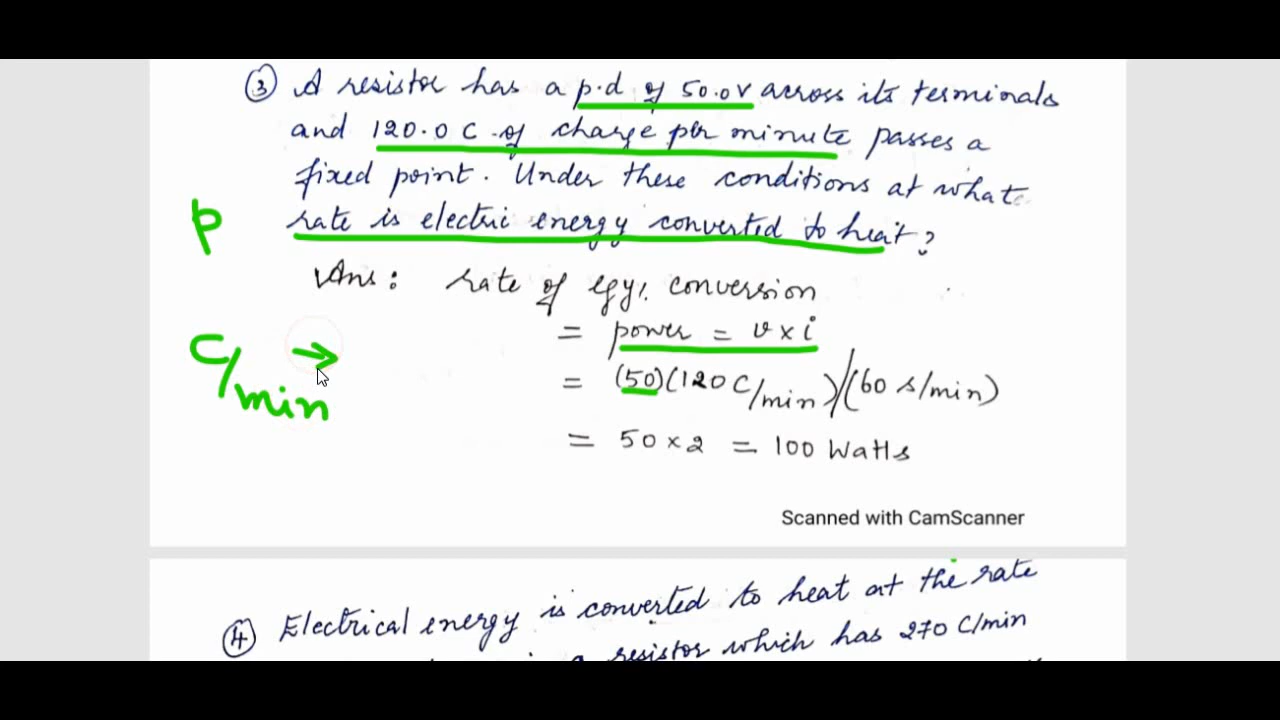 ③ A resistor has a p.d of 50.0V across its terminals
and 120.0 C of charge per minute passes a
fixed point. Under these conditions at what
rate is electric energy converted to heat?
P
Ans: rate of egy. conversion
= power = v x i
C/min →
= (50)(120 C/min)/(60 s/min)
= 50 x 2 = 100 Watts
Scanned with CamScanner
④ Electrical energy is converted to heat at the rate
resistor which has 270 C/min